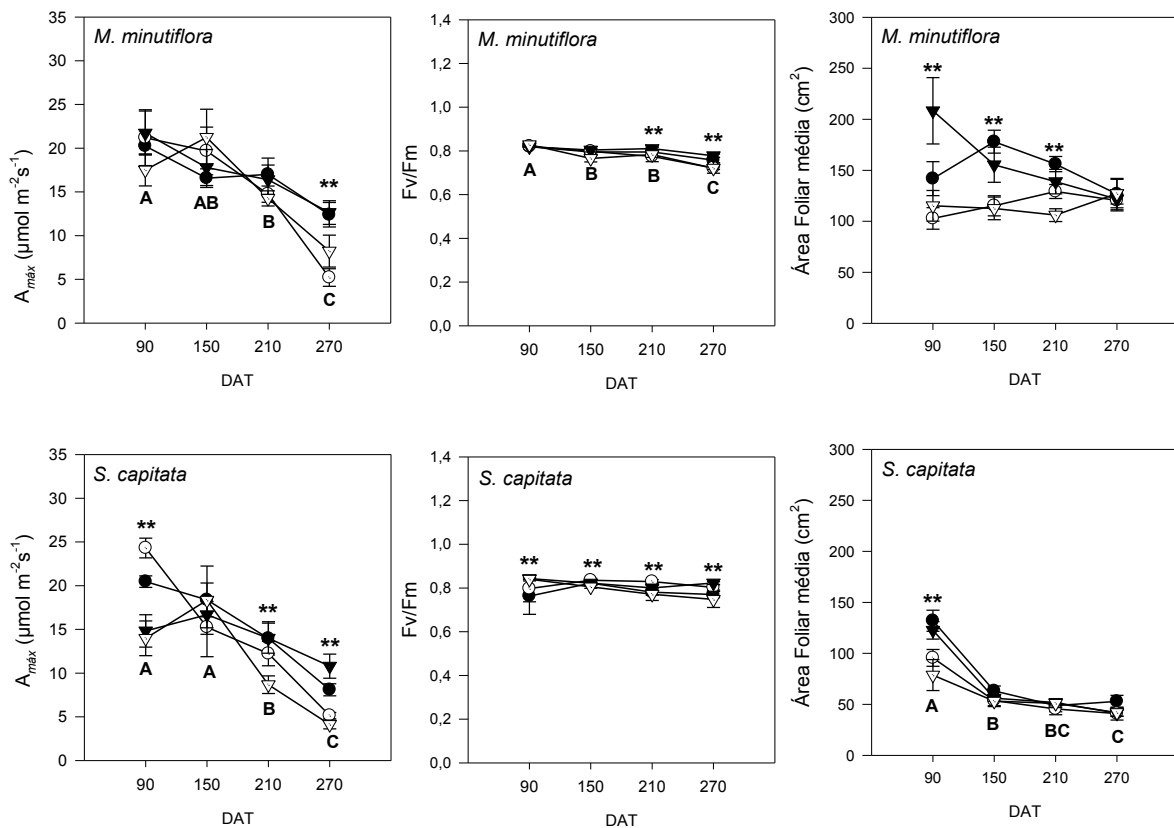 M. minutiflora
35
30
25
20
15
10
5
0
A_máx (µmol m⁻²s⁻¹)
**
A
AB
B
C
90 150 210 270
DAT
M. minutiflora
1,4
1,2
1,0
0,8
0,6
0,4
0,2
0,0
Fv/Fm
** **
A B B C
90 150 210 270
DAT
M. minutiflora
300
250
200
150
100
50
0
Área Foliar média (cm²)
**
**
**
90 150 210 270
DAT
S. capitata
35
30
25
20
15
10
5
0
A_máx (µmol m⁻²s⁻¹)
**
**
**
A A
B
C
90 150 210 270
DAT
S. capitata
1,4
1,2
1,0
0,8
0,6
0,4
0,2
0,0
Fv/Fm
** ** ** **
90 150 210 270
DAT
S. capitata
300
250
200
150
100
50
0
Área Foliar média (cm²)
**
A B BC C
90 150 210 270
DAT